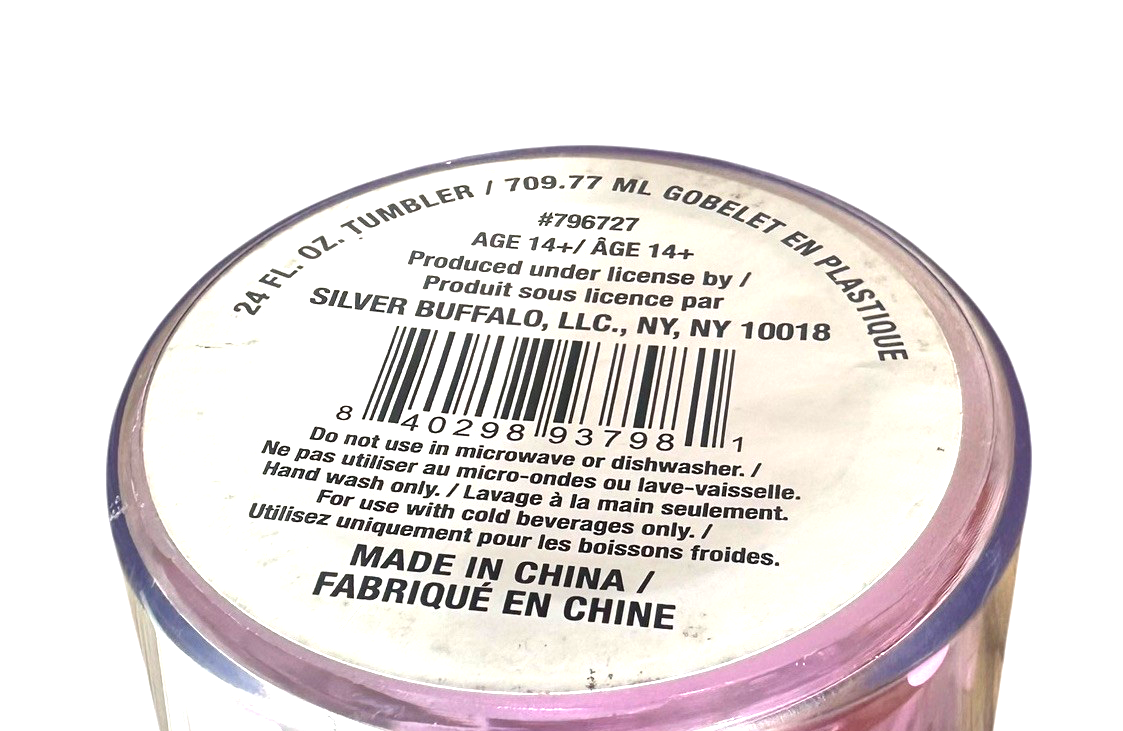 24 FL. OZ. TUMBLER / 709.77 ML GOBELET EN PLASTIQUE
#796727
AGE 14+/ ÂGE 14+
Produced under license by /
Produit sous licence par
SILVER BUFFALO, LLC., NY, NY 10018
8 40298 93798 1
Do not use in microwave or dishwasher. /
Ne pas utiliser au micro-ondes ou lave-vaisselle.
Hand wash only. / Lavage à la main seulement.
For use with cold beverages only. /
Utilisez uniquement pour les boissons froides.
MADE IN CHINA /
FABRIQUÉ EN CHINE